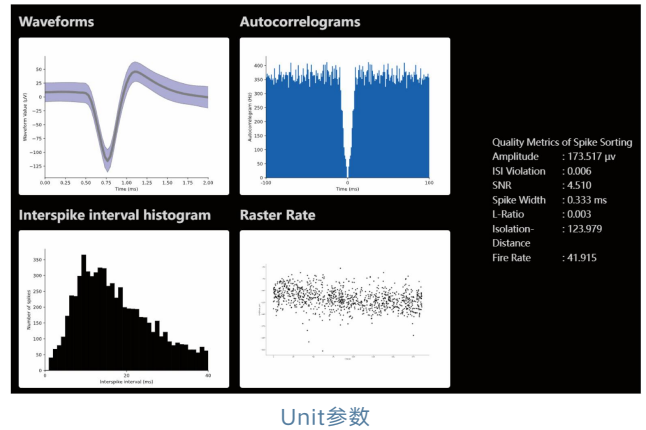 Waveforms
Autocorrelograms
Waveform Value (μV)
50
25
0
−25
−50
−75
−100
−125
0.00 0.25 0.50 0.75 1.00 1.25 1.50 1.75 2.00
Time (ms)
Autocorrelogram (Hz)
400
350
300
250
200
150
100
50
0
-100 0 100
Time (ms)
Quality Metrics of Spike Sorting
Amplitude : 173.517 μv
ISI Violation : 0.006
SNR : 4.510
Spike Width : 0.333 ms
L-Ratio : 0.003
Isolation- : 123.979
Distance
Fire Rate : 41.915
Interspike interval histogram
Raster Rate
Number of spikes
350
300
250
200
150
100
50
0
0 20 40
Interspike interval (ms)
Unit参数